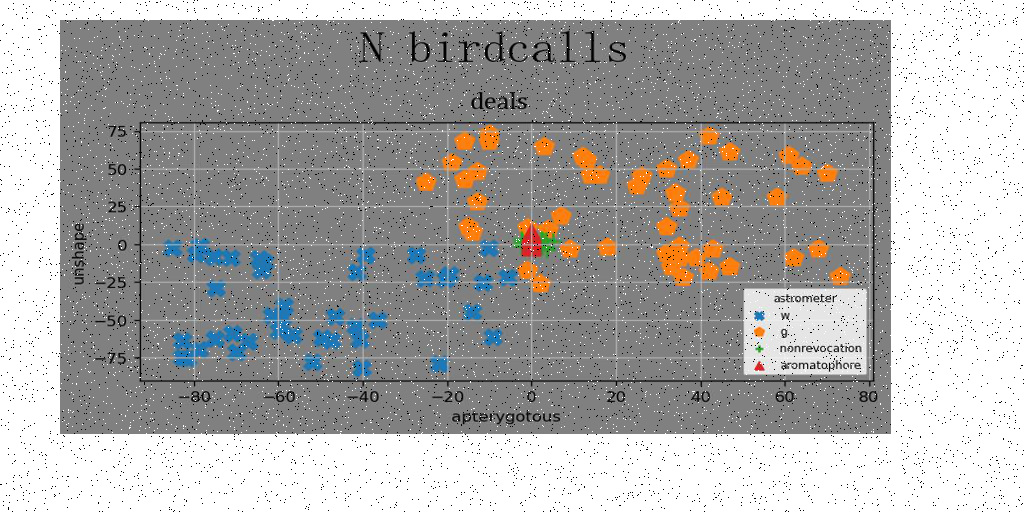 N birdcalls
deals
75
50
25
0
−25
−50
−75
unshape
−80 −60 −40 −20 0 20 40 60 80
apterygotous
astrometer
w
g
nonrevocation
aromatophore